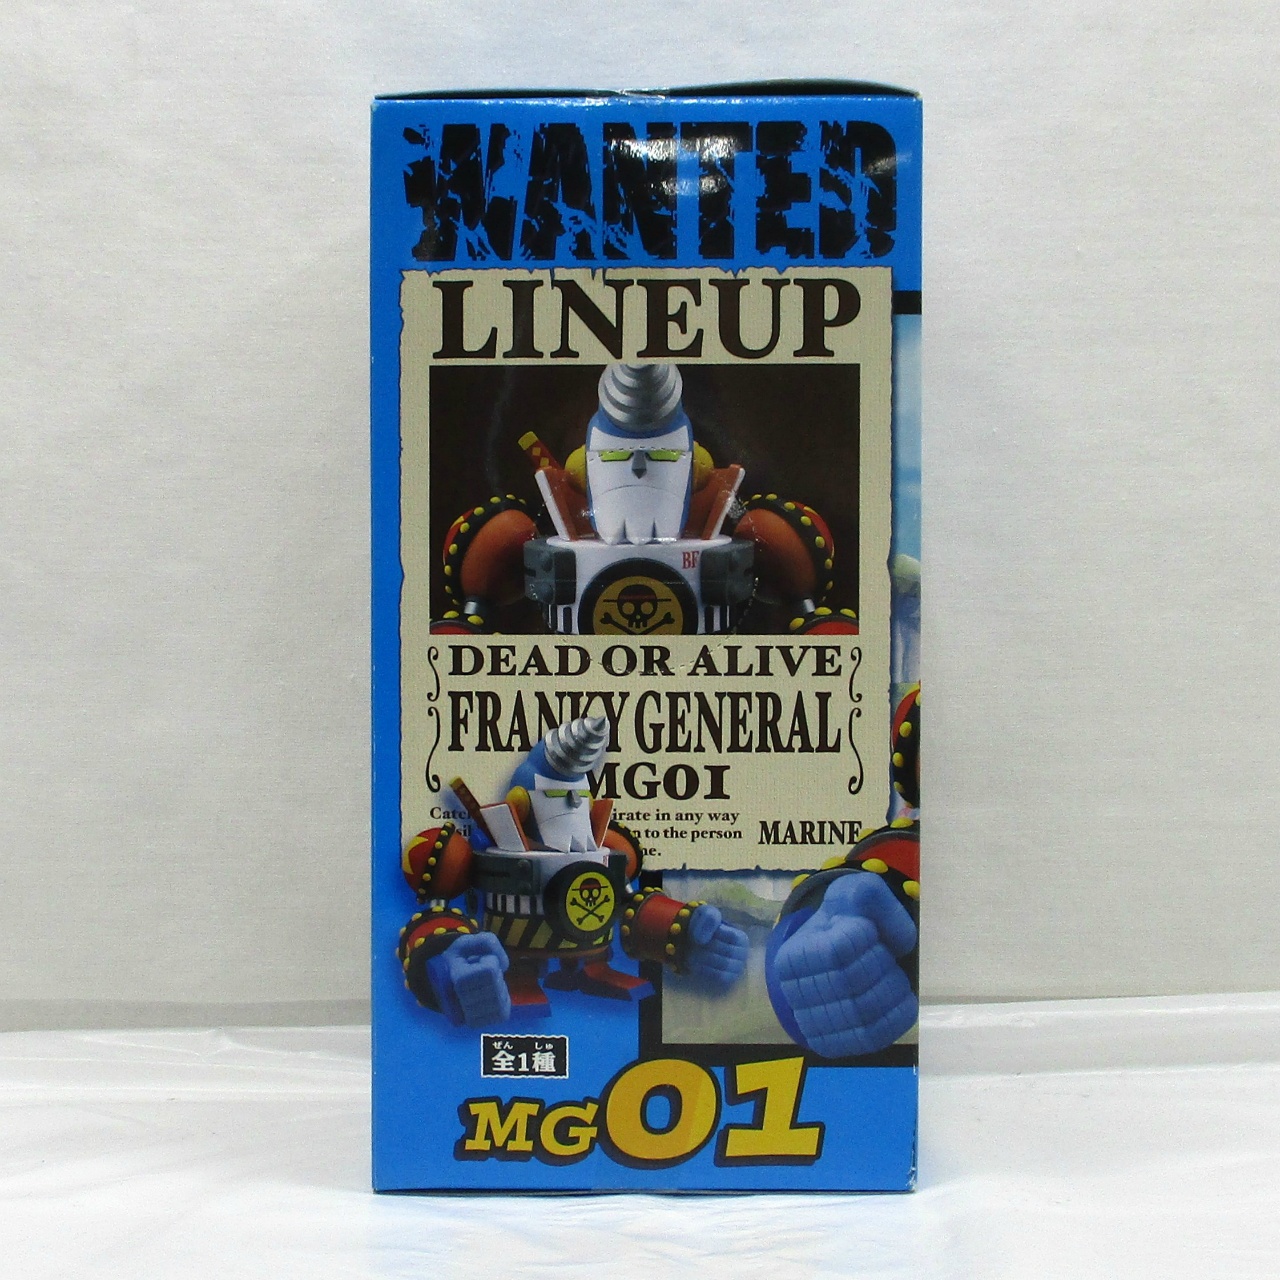 WANTED
LINEUP
BF
DEAD OR ALIVE
FRANKY GENERAL
MG01
irate in any way
n to the person
ne.
MARINE
ぜん しゅ
全1種
MG01